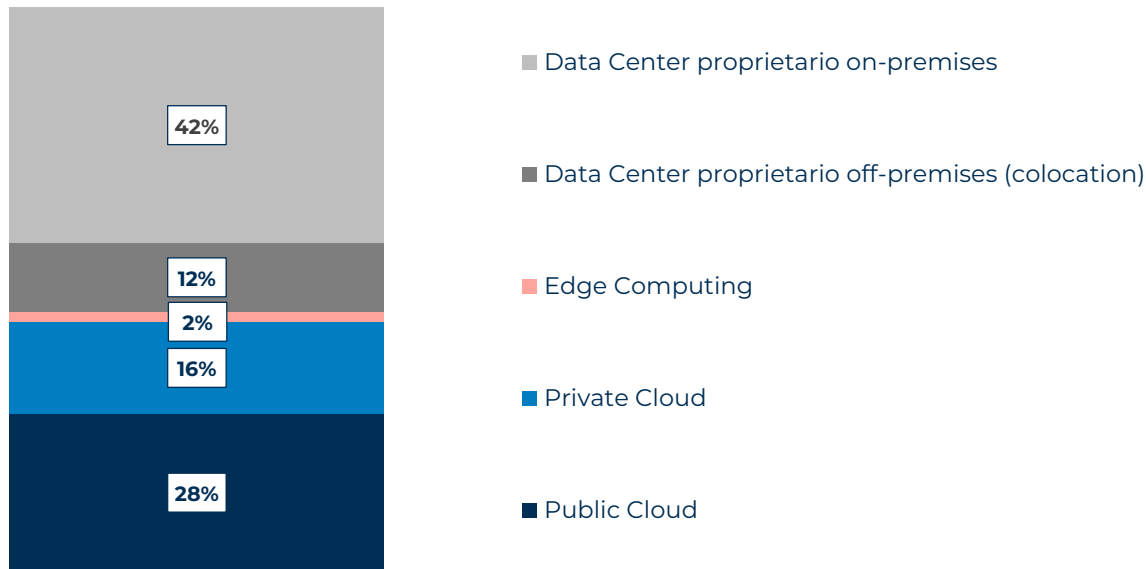 42%
12%
2%
16%
28%
Data Center proprietario on-premises
Data Center proprietario off-premises (colocation)
Edge Computing
Private Cloud
Public Cloud